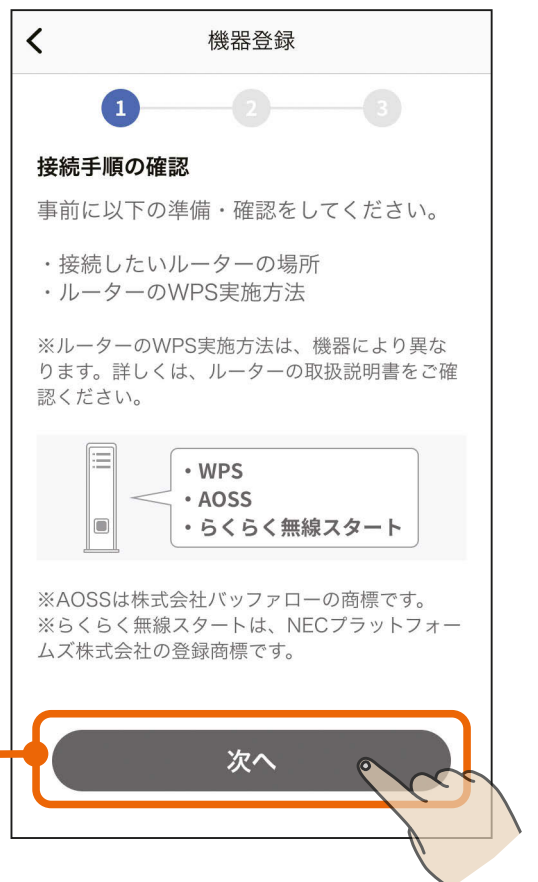 機器登録
1 2 3
接続手順の確認
事前に以下の準備・確認をしてください。
・接続したいルーターの場所
・ルーターのWPS実施方法
※ルーターのWPS実施方法は、機器により異な
ります。詳しくは、ルーターの取扱説明書をご確
認ください。
・WPS
・AOSS
・らくらく無線スタート
※AOSSは株式会社バッファローの商標です。
※らくらく無線スタートは、NECプラットフォー
ムズ株式会社の登録商標です。
次へ